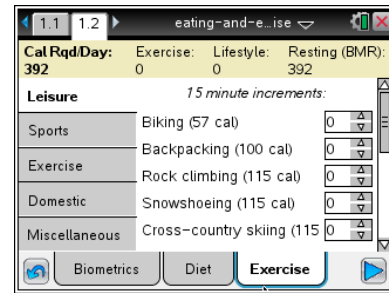 1.1 1.2 eating-and-e…ise
Cal Rqd/Day: Exercise: Lifestyle: Resting (BMR):
392 0 0 392
Leisure 15 minute increments:
Sports Biking (57 cal) 0
Backpacking (100 cal) 0
Exercise Rock climbing (115 cal) 0
Domestic Snowshoeing (115 cal) 0
Miscellaneous Cross-country skiing (115 0
Biometrics Diet Exercise